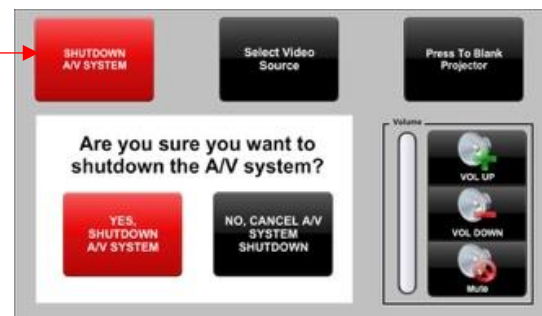 SHUTDOWN
A/V SYSTEM
Select Video
Source
Press To Blank
Projector
Are you sure you want to
shutdown the A/V system?
YES,
SHUTDOWN
A/V SYSTEM
NO, CANCEL A/V
SYSTEM
SHUTDOWN
Volume
VOL UP
VOL DOWN
Mute